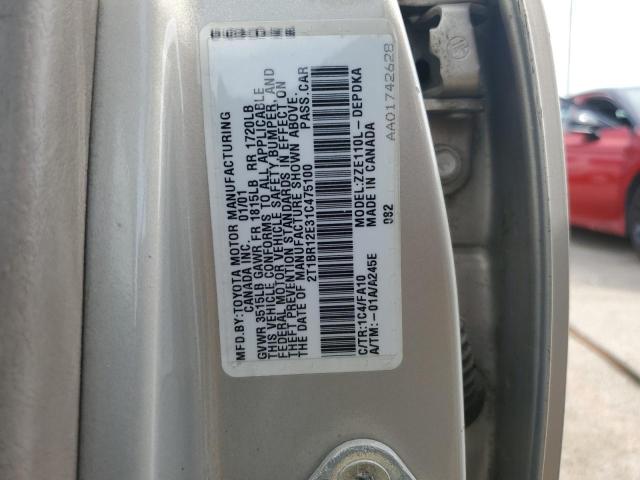 MFD.BY:TOYOTA MOTOR MANUFACTURING
CANADA INC. 01/01
GVWR 3515LB GAWR FR 1815LB RR 1720LB
THIS VEHICLE CONFORMS TO ALL APPLICABLE
FEDERAL MOTOR VEHICLE SAFETY, BUMPER, AND
THEFT PREVENTION STANDARDS IN EFFECT ON
THE DATE OF MANUFACTURE SHOWN ABOVE.
2T1BR12E31C475100 PASS.CAR
C/TR:1C4/FA10 MODEL:ZZE110L-DEPDKA
A/TM:-01A/A245E MADE IN CANADA
082
AA01742628